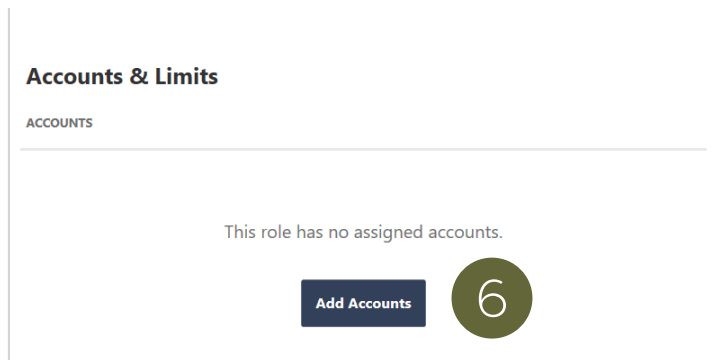 Accounts & Limits
ACCOUNTS
This role has no assigned accounts.
Add Accounts
6